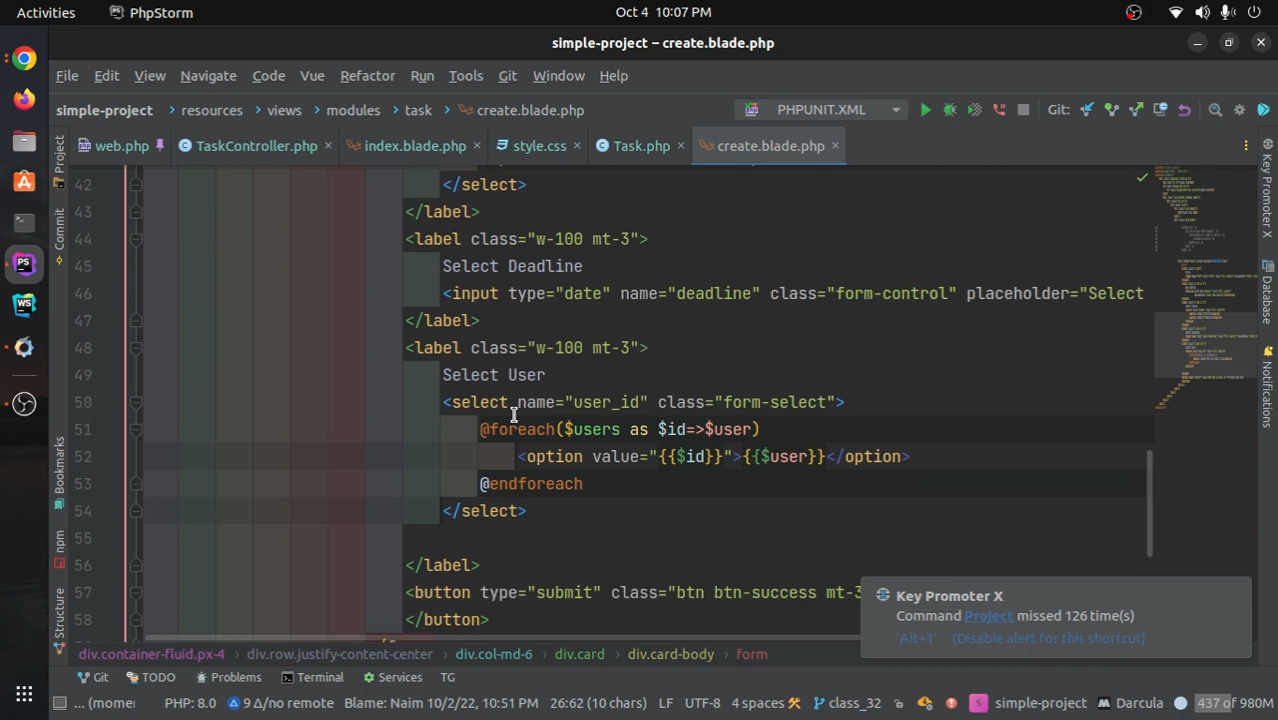 Activities PhpStorm Oct 4 10:07 PM
simple-project – create.blade.php
File Edit View Navigate Code Vue Refactor Run Tools Git Window Help
simple-project resources views modules task create.blade.php PHPUNIT.XML Git:
web.php TaskController.php index.blade.php style.css Task.php create.blade.php
42 </select>
43 </label>
44 <label class="w-100 mt-3">
45 Select Deadline
46 <input type="date" name="deadline" class="form-control" placeholder="Select
47 </label>
48 <label class="w-100 mt-3">
49 Select User
50 <select name="user_id" class="form-select">
51 @foreach($users as $id=>$user)
52 <option value="{{$id}}">{{$user}}</option>
53 @endforeach
54 </select>
55
56 </label>
57 <button type="submit" class="btn btn-success mt-3
58 </button>
Project
Commit
Bookmarks
npm
Structure
Key Promoter X
Database
Notifications
Key Promoter X
Command Project missed 126 time(s)
'Alt+1' (Disable alert for this shortcut)
div.container-fluid.px-4 div.row.justify-content-center div.col-md-6 div.card div.card-body form
Git TODO Problems Terminal Services TG
... (momen PHP: 8.0 9 Δ/no remote Blame: Naim 10/2/22, 10:51 PM 26:62 (10 chars) LF UTF-8 4 spaces class_32 S simple-project Darcula 437 of 980M